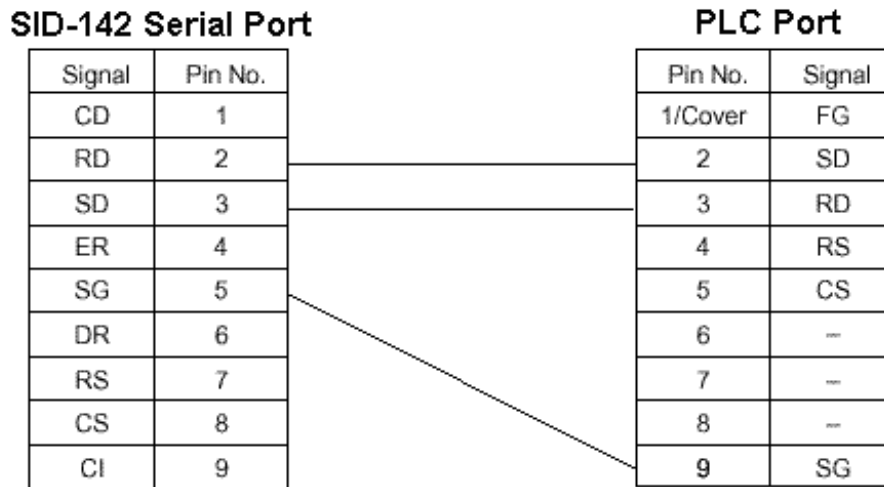 SID-142 Serial Port PLC Port
Signal Pin No. Pin No. Signal
CD 1 1/Cover FG
RD 2 2 SD
SD 3 3 RD
ER 4 4 RS
SG 5 5 CS
DR 6 6 –
RS 7 7 –
CS 8 8 –
CI 9 9 SG